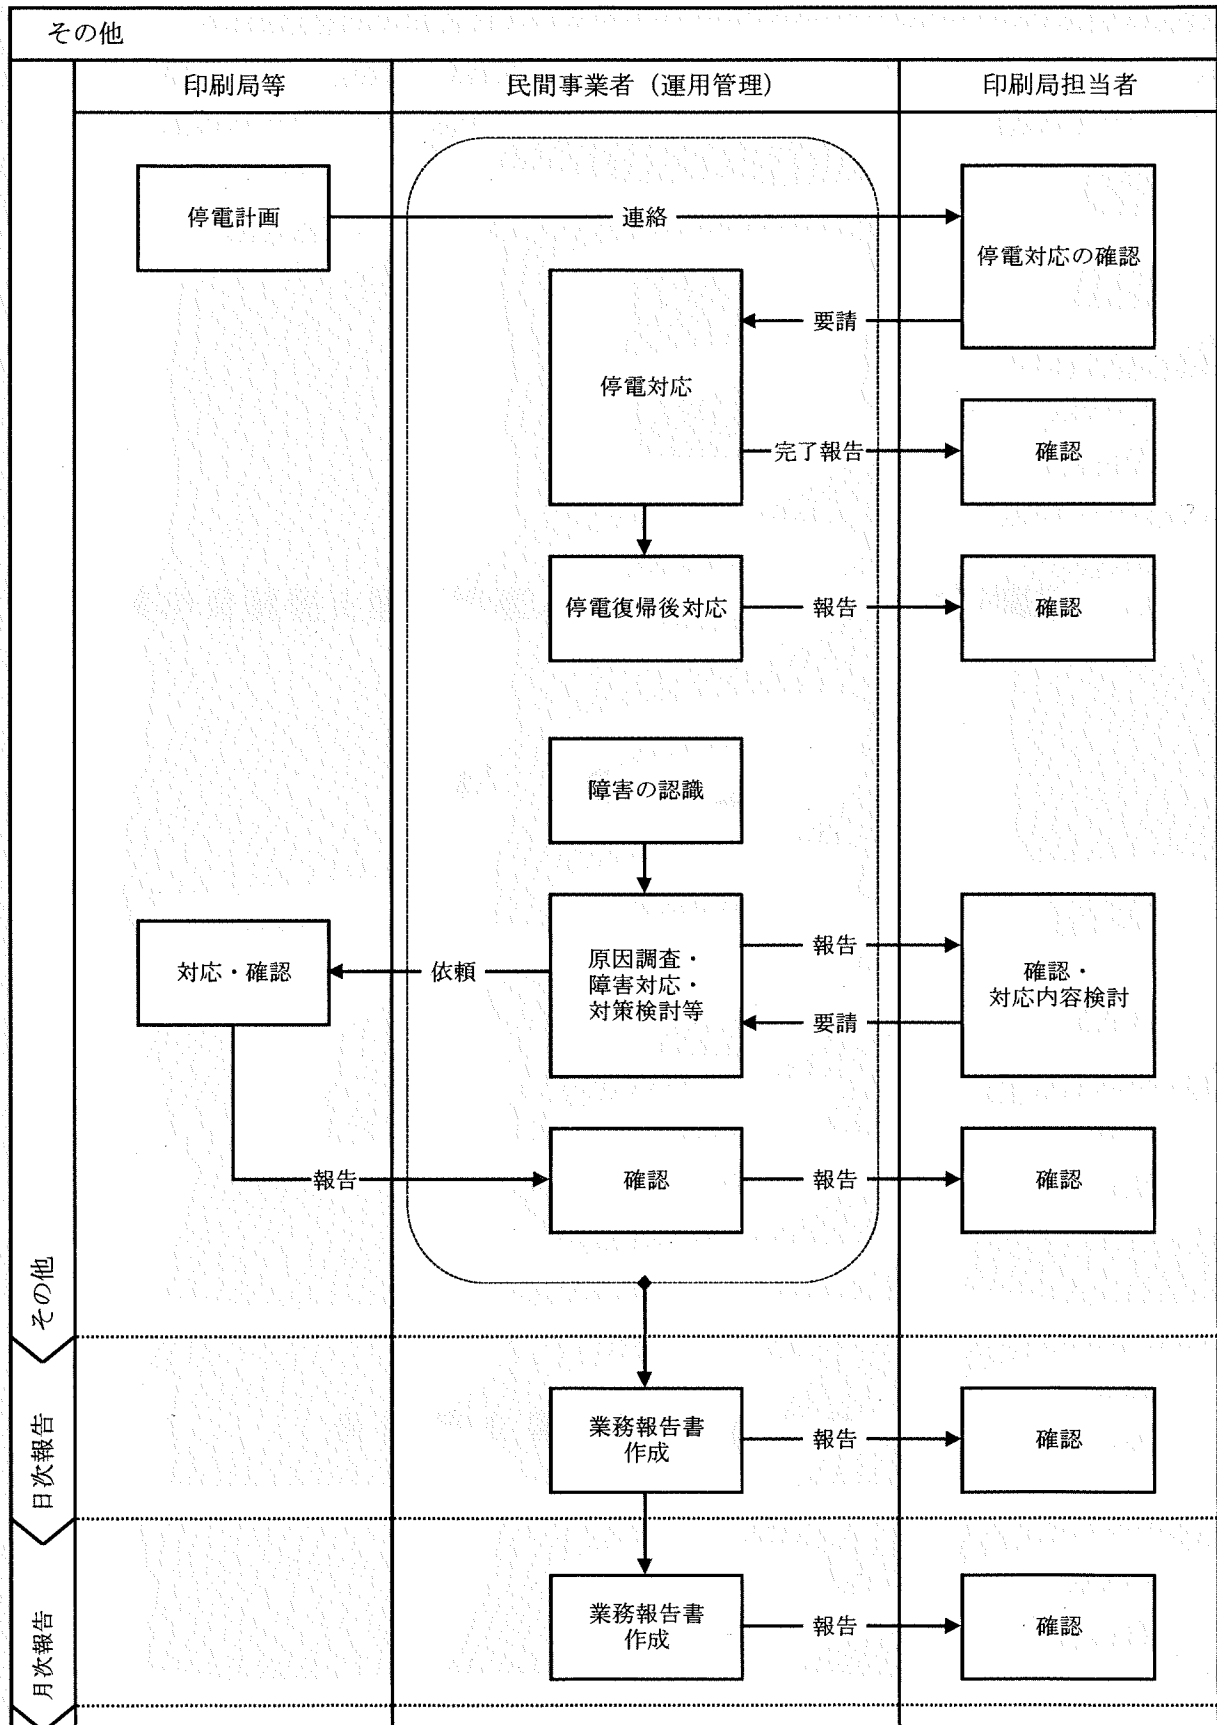 その他
印刷局等
民間事業者（運用管理）
印刷局担当者
停電計画
連絡
停電対応の確認
要請
停電対応
完了報告
確認
停電復帰後対応
報告
確認
障害の認識
対応・確認
依頼
原因調査・
障害対応・
対策検討等
報告
要請
確認・
対応内容検討
報告
確認
報告
確認
その他
日次報告
業務報告書
作成
報告
確認
月次報告
業務報告書
作成
報告
確認